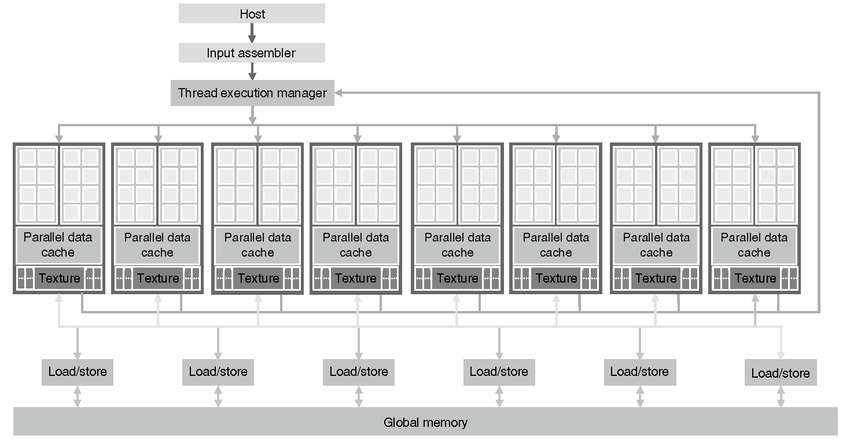 Host
Input assembler
Thread execution manager
Parallel data
cache
Texture
Parallel data
cache
Texture
Parallel data
cache
Texture
Parallel data
cache
Texture
Parallel data
cache
Texture
Parallel data
cache
Texture
Parallel data
cache
Texture
Parallel data
cache
Texture
Load/store
Load/store
Load/store
Load/store
Load/store
Load/store
Global memory